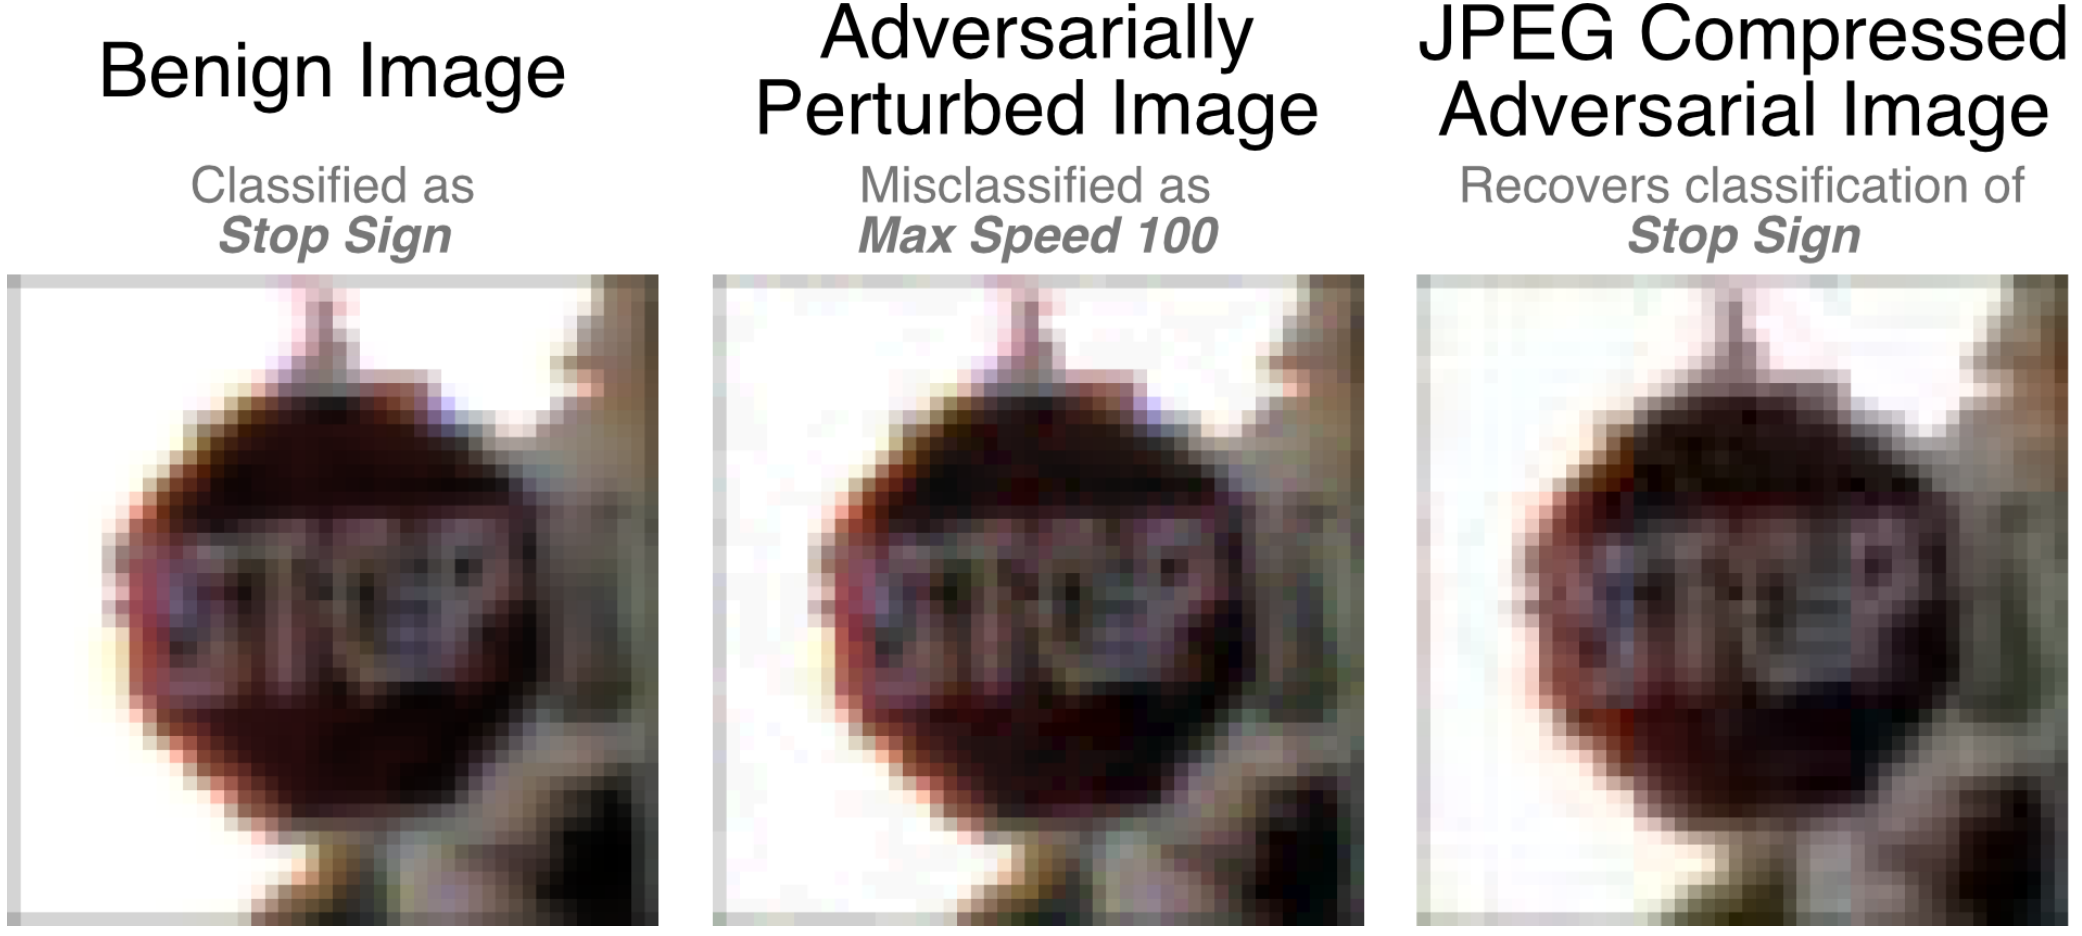 Benign Image
Classified as
Stop Sign
Adversarially
Perturbed Image
Misclassified as
Max Speed 100
JPEG Compressed
Adversarial Image
Recovers classification of
Stop Sign